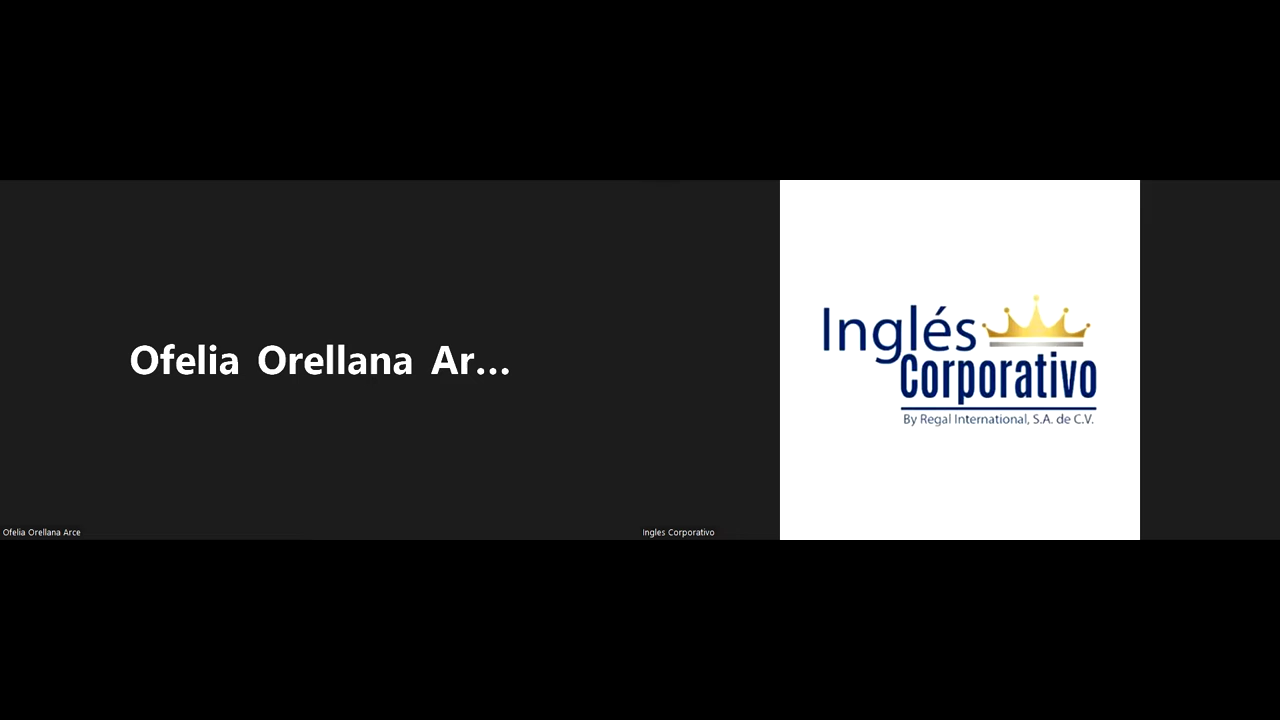 Ofelia Orellana Ar...
Ofelia Orellana Arce
Inglés
Corporativo
By Regal International, S.A. de C.V.
Ingles Corporativo